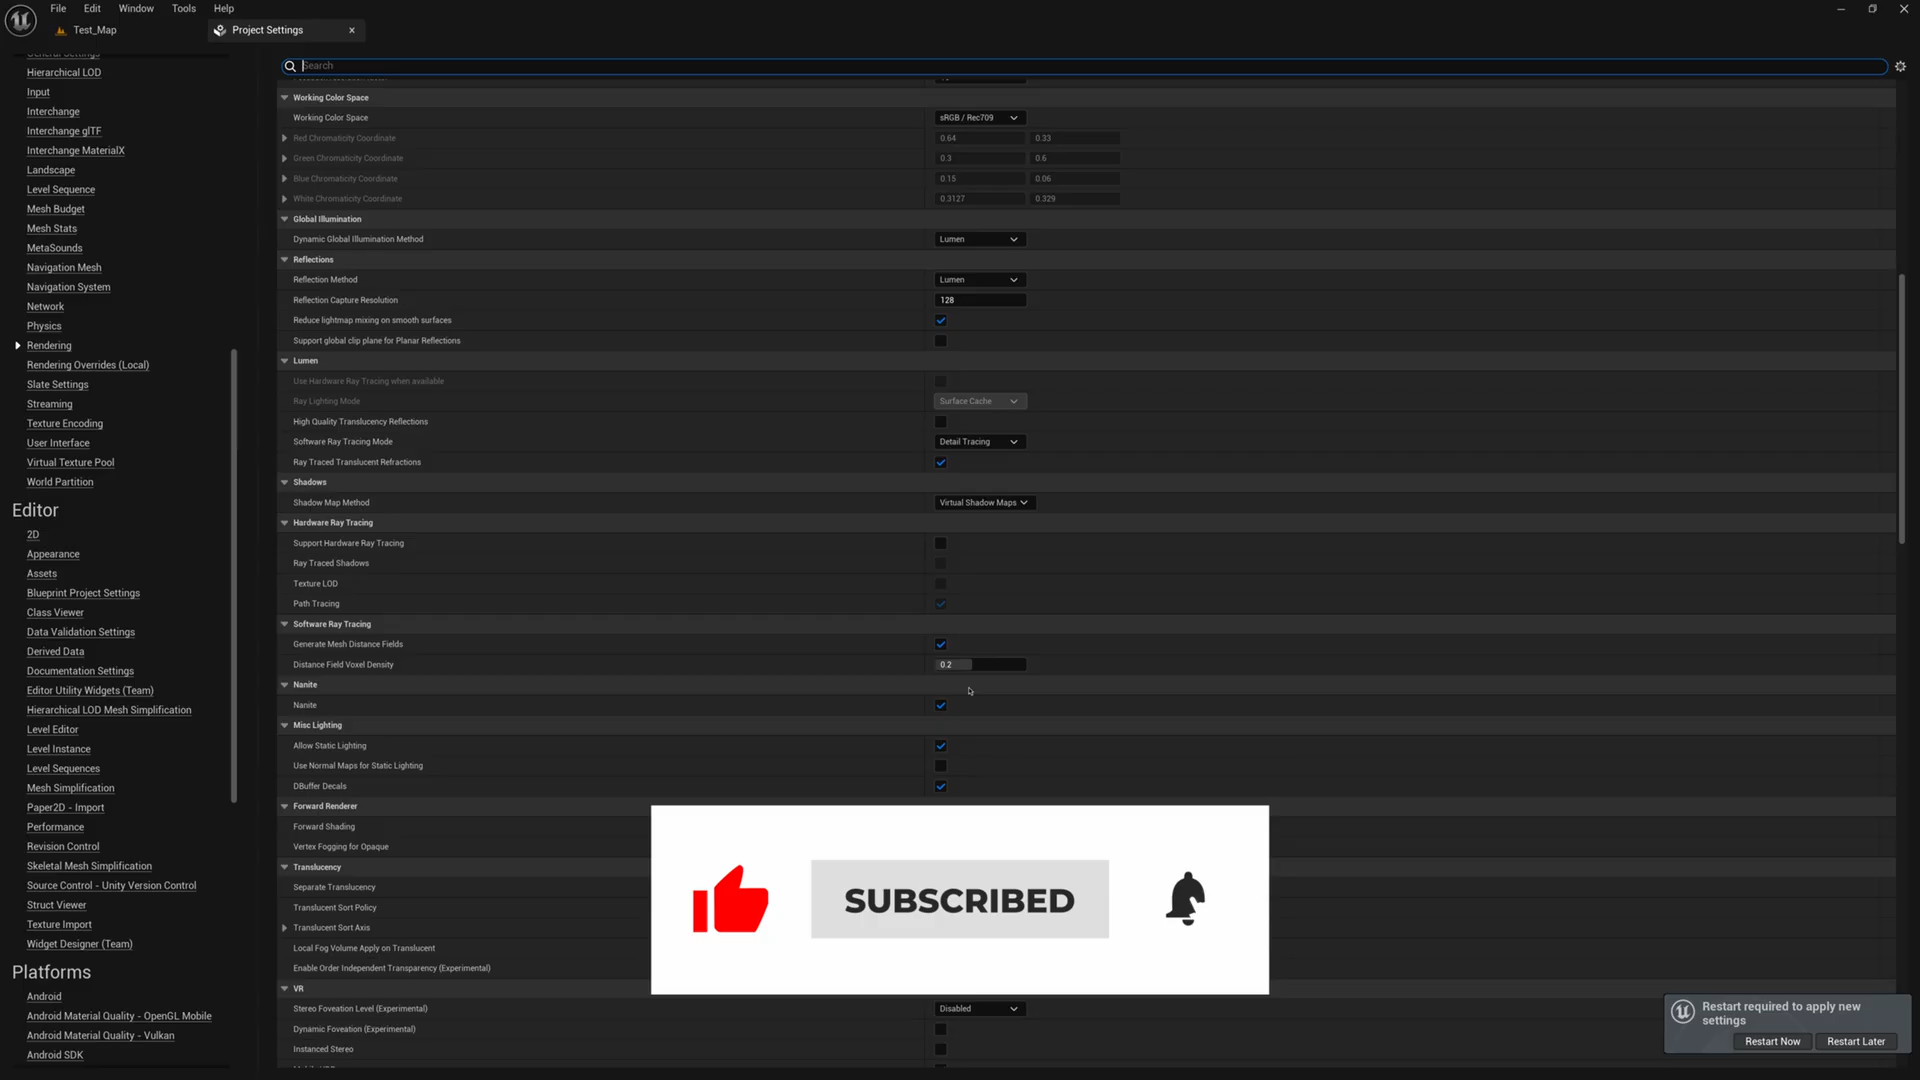 File Edit Window Tools Help
Test_Map
Project Settings
General Settings
Hierarchical LOD
Input
Interchange
Interchange glTF
Interchange MaterialX
Landscape
Level Sequence
Mesh Budget
Mesh Stats
MetaSounds
Navigation Mesh
Navigation System
Network
Physics
Rendering
Rendering Overrides (Local)
Slate Settings
Streaming
Texture Encoding
User Interface
Virtual Texture Pool
World Partition
Editor
2D
Appearance
Assets
Blueprint Project Settings
Class Viewer
Data Validation Settings
Derived Data
Documentation Settings
Editor Utility Widgets (Team)
Hierarchical LOD Mesh Simplification
Level Editor
Level Instance
Level Sequences
Mesh Simplification
Paper2D - Import
Performance
Revision Control
Skeletal Mesh Simplification
Source Control - Unity Version Control
Struct Viewer
Texture Import
Widget Designer (Team)
Platforms
Android
Android Material Quality - OpenGL Mobile
Android Material Quality - Vulkan
Android SDK
Search
Working Color Space
Working Color Space sRGB / Rec709
Red Chromaticity Coordinate 0.64 0.33
Green Chromaticity Coordinate 0.3 0.6
Blue Chromaticity Coordinate 0.15 0.06
White Chromaticity Coordinate 0.3127 0.329
Global Illumination
Dynamic Global Illumination Method Lumen
Reflections
Reflection Method Lumen
Reflection Capture Resolution 128
Reduce lightmap mixing on smooth surfaces
Support global clip plane for Planar Reflections
Lumen
Use Hardware Ray Tracing when available
Ray Lighting Mode Surface Cache
High Quality Translucency Reflections
Software Ray Tracing Mode Detail Tracing
Ray Traced Translucent Refractions
Shadows
Shadow Map Method Virtual Shadow Maps
Hardware Ray Tracing
Support Hardware Ray Tracing
Ray Traced Shadows
Texture LOD
Path Tracing
Software Ray Tracing
Generate Mesh Distance Fields
Distance Field Voxel Density 0.2
Nanite
Nanite
Misc Lighting
Allow Static Lighting
Use Normal Maps for Static Lighting
DBuffer Decals
Forward Renderer
Forward Shading
Vertex Fogging for Opaque
Translucency
Separate Translucency
Translucent Sort Policy
Translucent Sort Axis
Local Fog Volume Apply on Translucent
Enable Order Independent Transparency (Experimental)
VR
Stereo Foveation Level (Experimental) Disabled
Dynamic Foveation (Experimental)
Instanced Stereo
SUBSCRIBED
Restart required to apply new
settings
Restart Now Restart Later